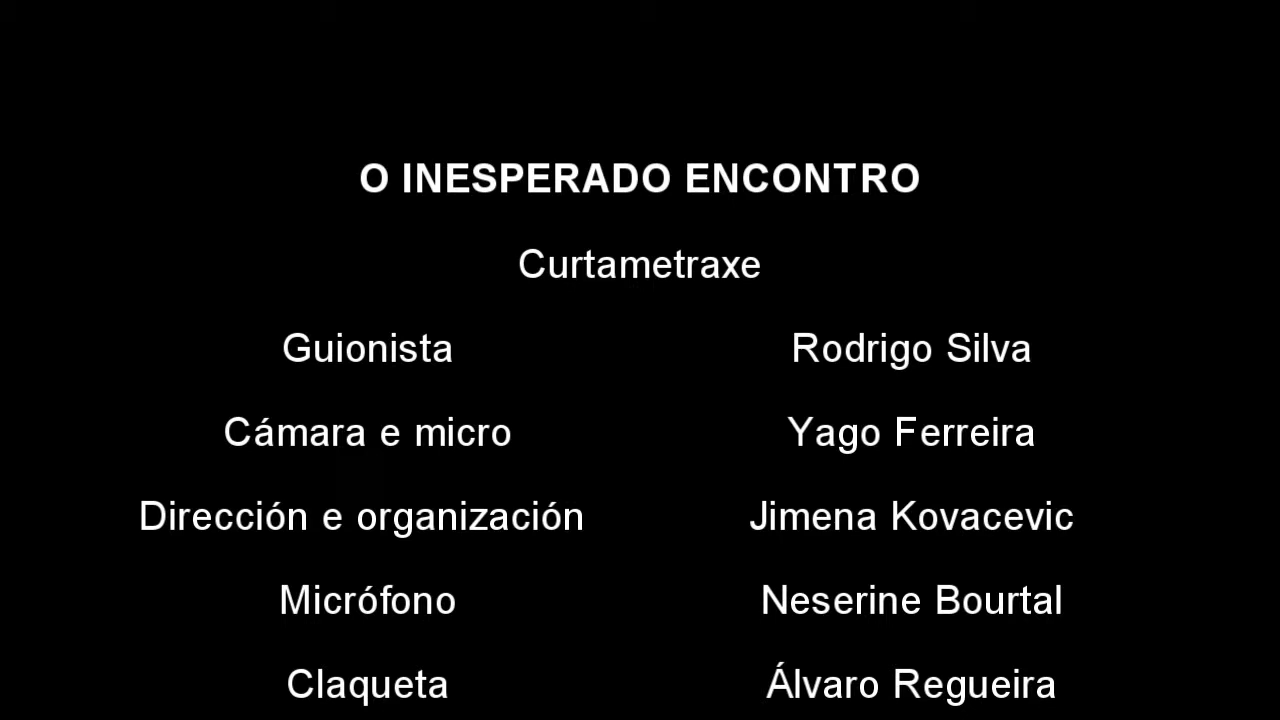 O INESPERADO ENCONTRO
Curtametraxe
Guionista Rodrigo Silva
Cámara e micro Yago Ferreira
Dirección e organización Jimena Kovacevic
Micrófono Neserine Bourtal
Claqueta Álvaro Regueira